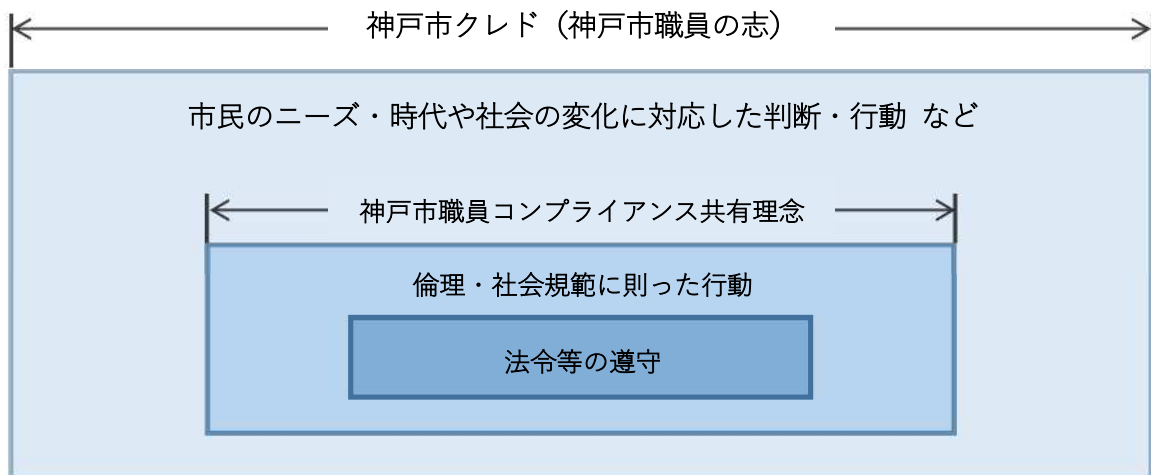 神戸市クレド（神戸市職員の志）
市民のニーズ・時代や社会の変化に対応した判断・行動 など
神戸市職員コンプライアンス共有理念
倫理・社会規範に則った行動
法令等の遵守